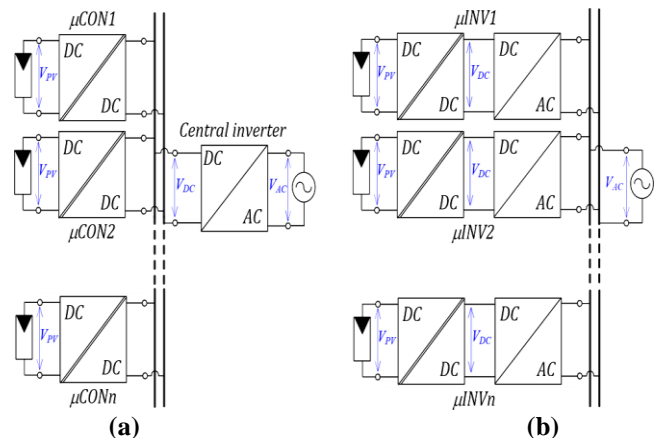 μCON1
V_PV
DC
DC
V_PV
DC
DC
μCON2
Central inverter
V_DC
DC
AC
V_AC
V_PV
DC
DC
μCONn
(a)
μINV1
V_PV
DC
DC
V_DC
DC
AC
V_PV
DC
DC
V_DC
DC
AC
μINV2
V_AC
V_PV
DC
DC
V_DC
DC
AC
μINVn
(b)